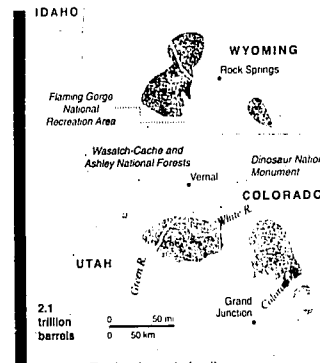 IDAHO
WYOMING
Rock Springs
Flaming Gorge
National
Recreation Area
Wasatch-Cache and
Ashley National Forests
Dinosaur Natio
Monument
Vernal
COLORADO
White R.
UTAH
Green R.
Colora
Grand
Junction
2.1
trillion
barrels
0 50 mi
0 50 km